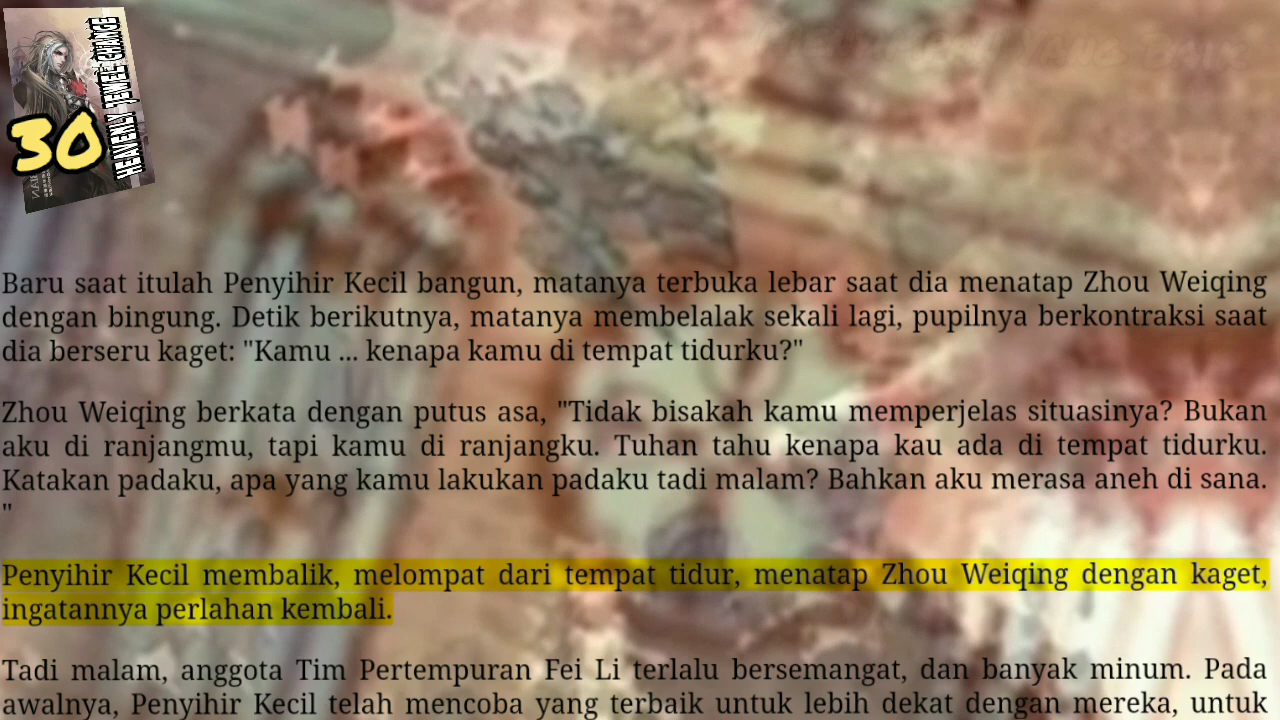 HEAVENLY JEWEL CHANGE
30
Baru saat itulah Penyihir Kecil bangun, matanya terbuka lebar saat dia menatap Zhou Weiqing
dengan bingung. Detik berikutnya, matanya membelalak sekali lagi, pupilnya berkontraksi saat
dia berseru kaget: "Kamu ... kenapa kamu di tempat tidurku?"
Zhou Weiqing berkata dengan putus asa, "Tidak bisakah kamu memperjelas situasinya? Bukan
aku di ranjangmu, tapi kamu di ranjangku. Tuhan tahu kenapa kau ada di tempat tidurku.
Katakan padaku, apa yang kamu lakukan padaku tadi malam? Bahkan aku merasa aneh di sana.
"
Penyihir Kecil membalik, melompat dari tempat tidur, menatap Zhou Weiqing dengan kaget,
ingatannya perlahan kembali.
Tadi malam, anggota Tim Pertempuran Fei Li terlalu bersemangat, dan banyak minum. Pada
awalnya, Penyihir Kecil telah mencoba yang terbaik untuk lebih dekat dengan mereka, untuk